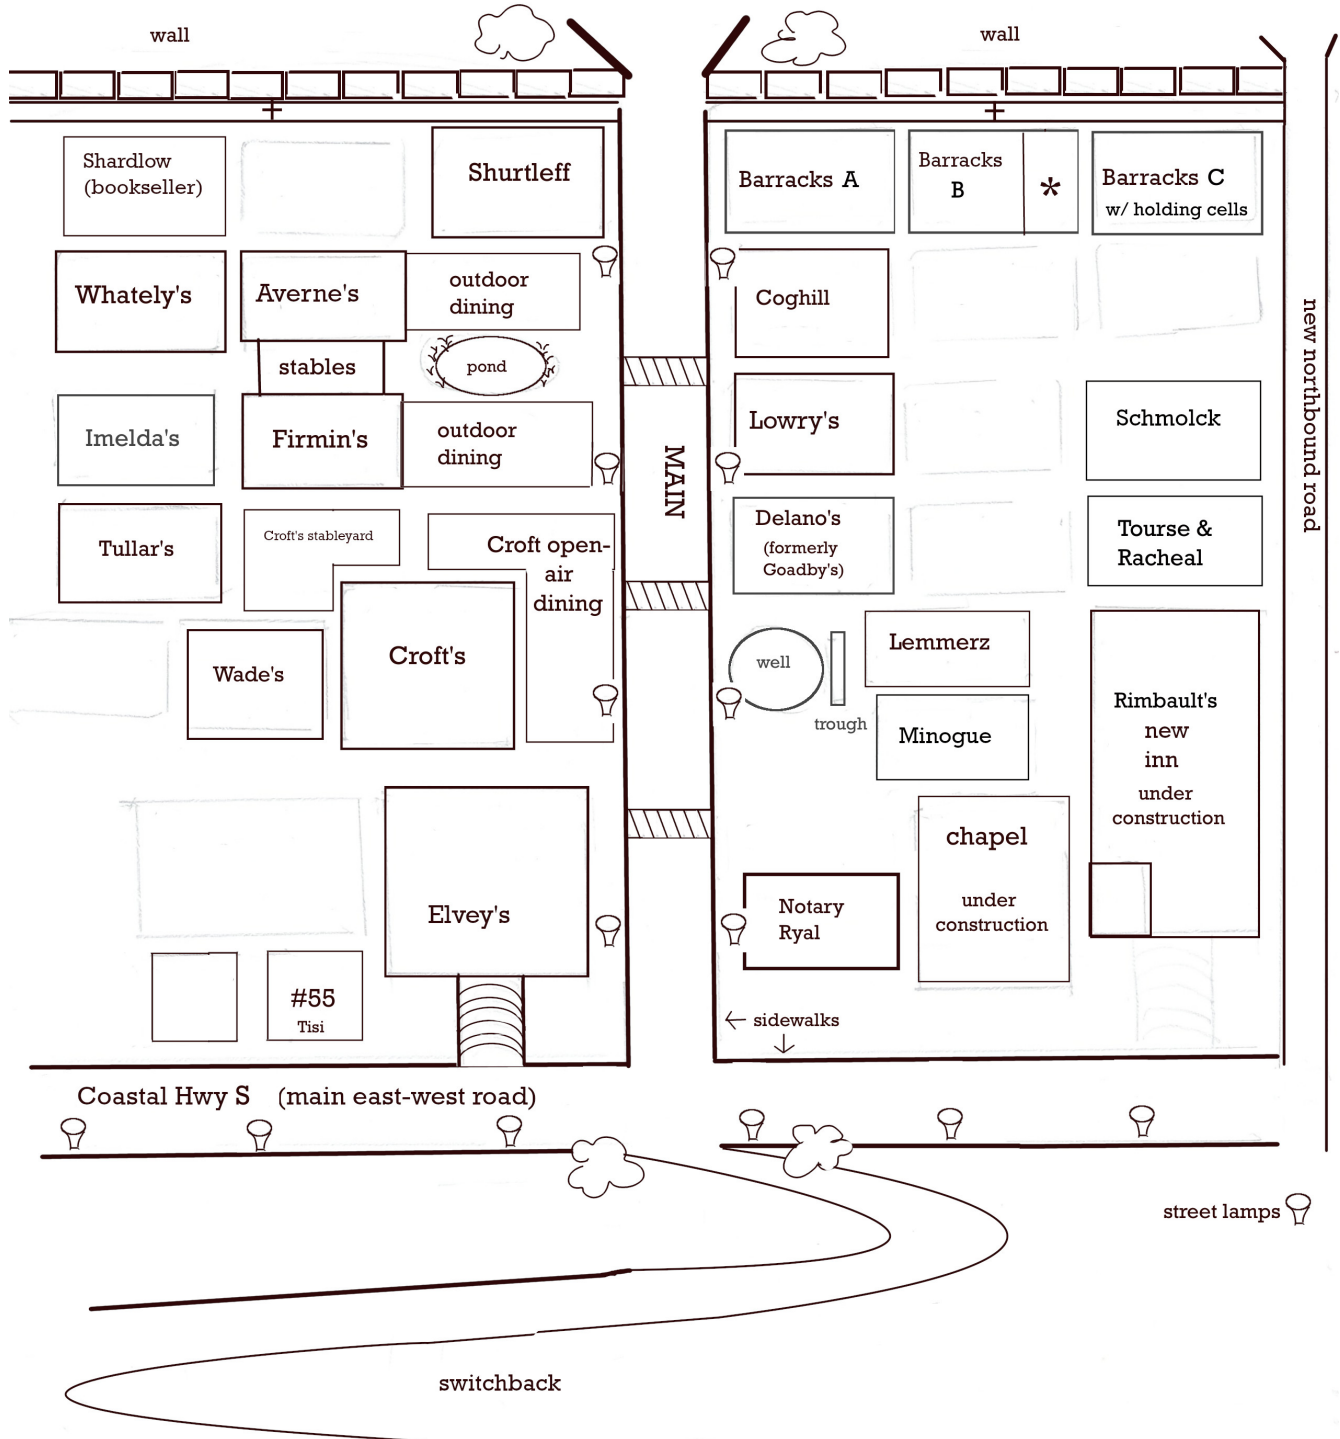 wall
wall
Shardlow
(bookseller)
Shurtleff
Barracks A
Barracks
B
*
Barracks C
w/ holding cells
Whately's
Averne's
outdoor
dining
Coghill
stables
pond
new northbound road
Imelda's
Firmin's
outdoor
dining
MAIN
Lowry's
Schmolck
Tullar's
Croft's stableyard
Croft open-
air
dining
Delano's
(formerly
Goadby's)
Tourse &
Racheal
Wade's
Croft's
well
trough
Lemmerz
Minogue
Rimbault's
new
inn
under
construction
chapel
under
construction
Elvey's
Notary
Ryal
#55
Tisi
← sidewalks
↓
Coastal Hwy S (main east-west road)
street lamps
switchback